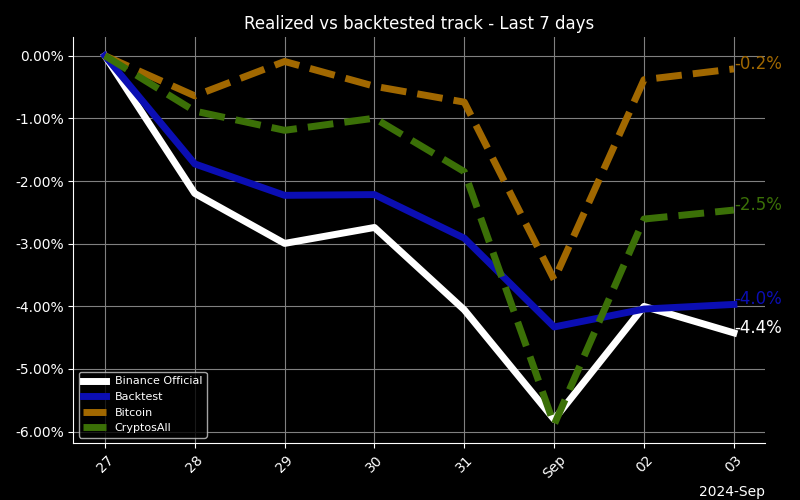 Realized vs backtested track - Last 7 days
0.00%
-1.00%
-2.00%
-3.00%
-4.00%
-5.00%
-6.00%
-0.2%
-2.5%
-4.0%
-4.4%
Binance Official
Backtest
Bitcoin
CryptosAll
27
28
29
30
31
Sep
02
03
2024-Sep